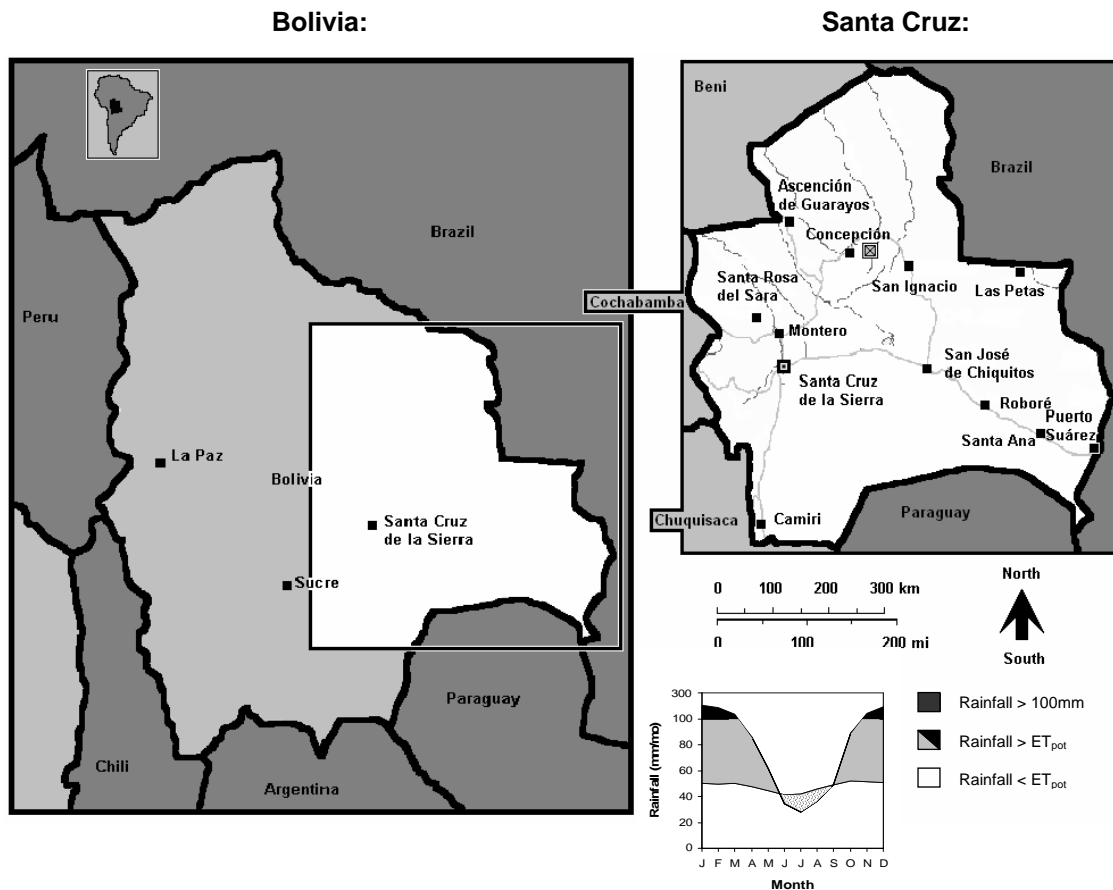 Bolivia:
Santa Cruz:
Peru
Brazil
La Paz
Bolivia
Santa Cruz
de la Sierra
Sucre
Paraguay
Chili
Argentina
Beni
Brazil
Ascención
de Guarayos
Concepción
Santa Rosa
del Sara
San Ignacio
Las Petas
Cochabamba
Montero
San José
de Chiquitos
Santa Cruz
de la Sierra
Roboré
Puerto
Suárez
Santa Ana
Chuquisaca
Camiri
Paraguay
0 100 200 300 km
0 100 200 mi
North
South
Rainfall (mm/mo)
300
100
80
60
40
20
0
J F M A M J J A S O N D
Month
Rainfall > 100mm
Rainfall > ETpot
Rainfall < ETpot